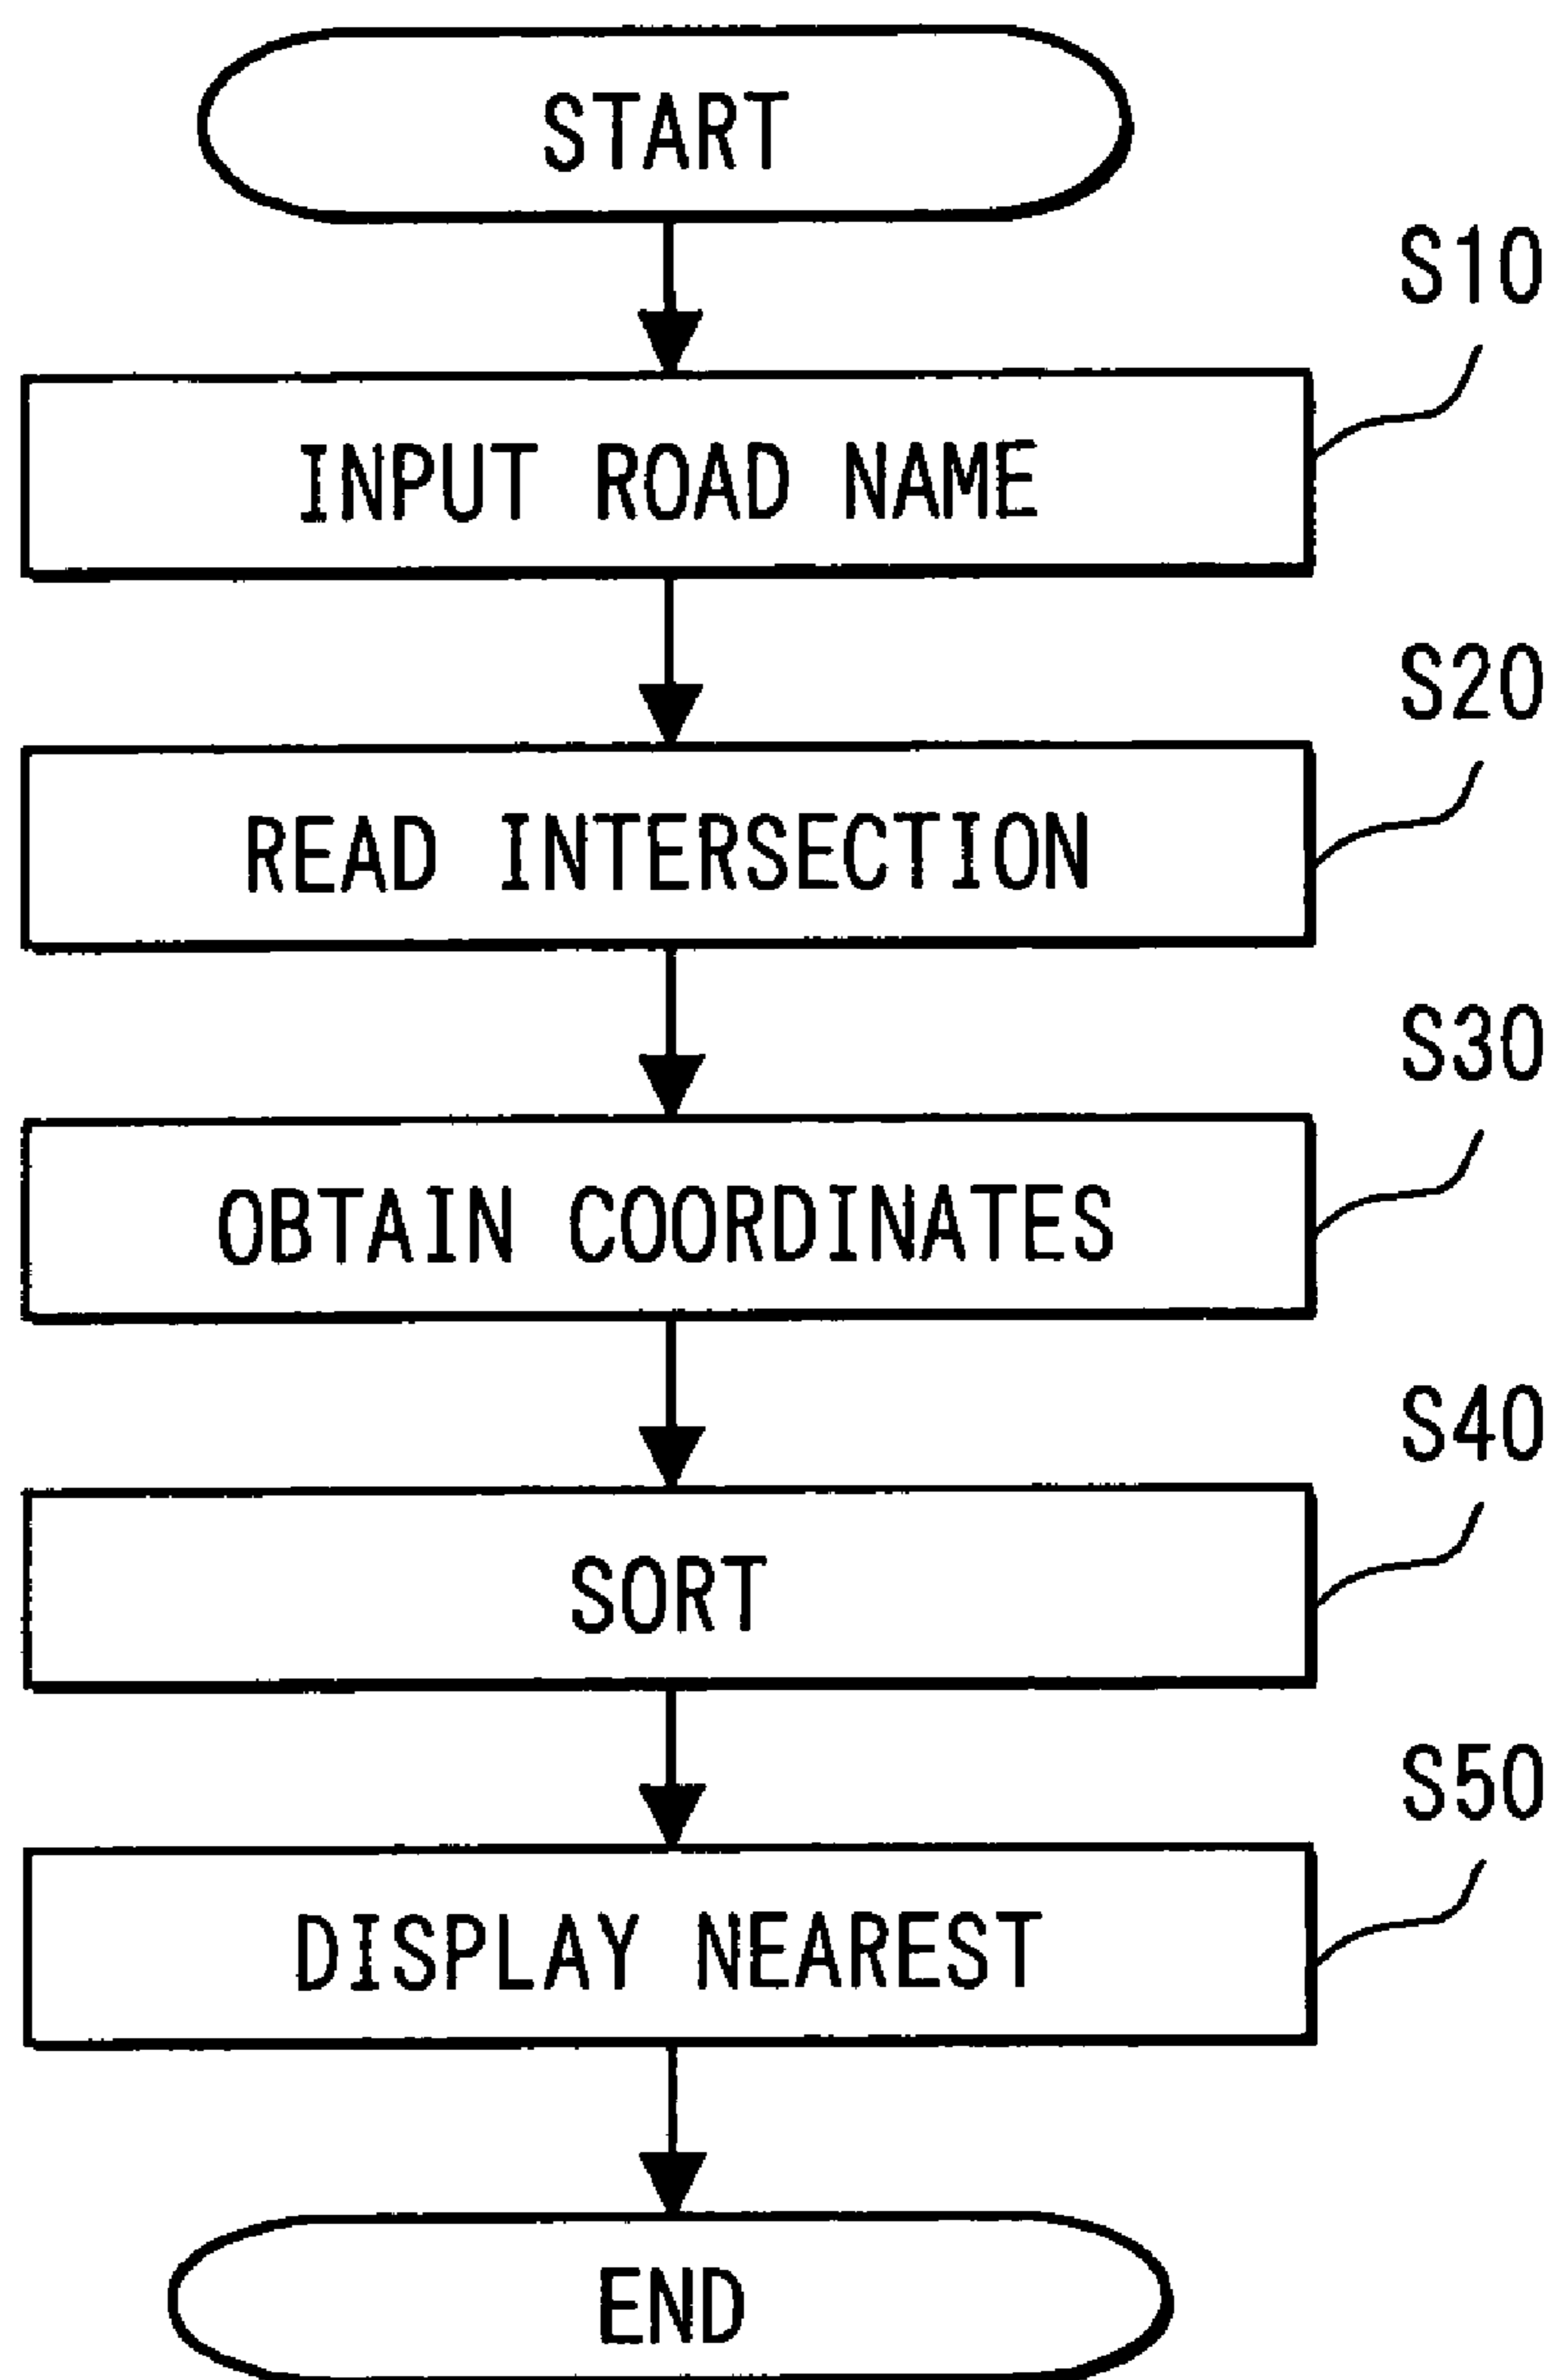 START
S10
INPUT ROAD NAME
S20
READ INTERSECTION
S30
OBTAIN COORDINATES
S40
SORT
S50
DISPLAY NEAREST
END